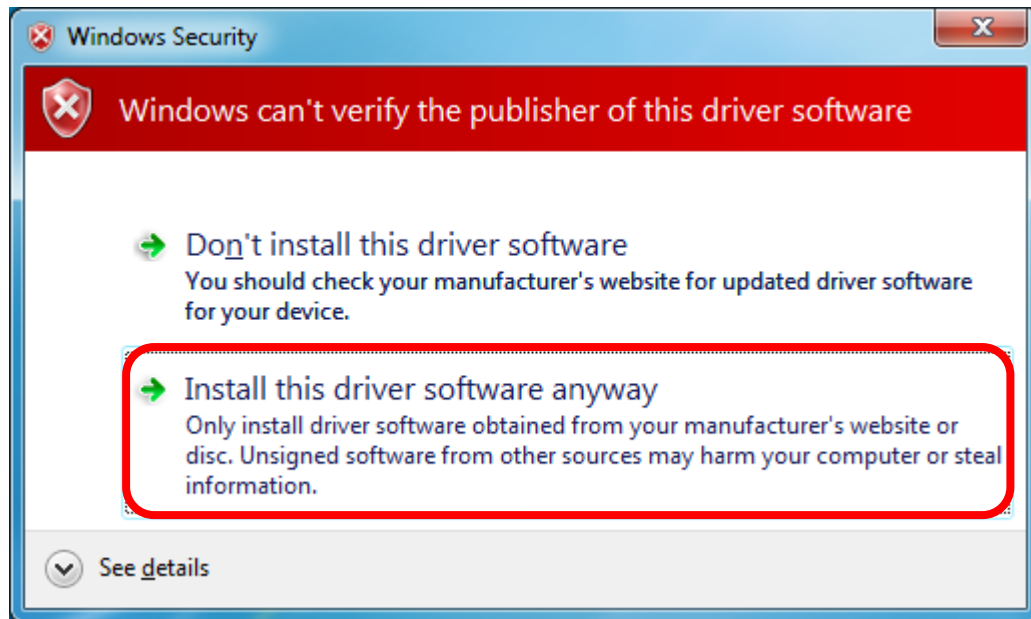 Windows Security
Windows can't verify the publisher of this driver software
Don't install this driver software
You should check your manufacturer's website for updated driver software
for your device.
Install this driver software anyway
Only install driver software obtained from your manufacturer's website or
disc. Unsigned software from other sources may harm your computer or steal
information.
See details